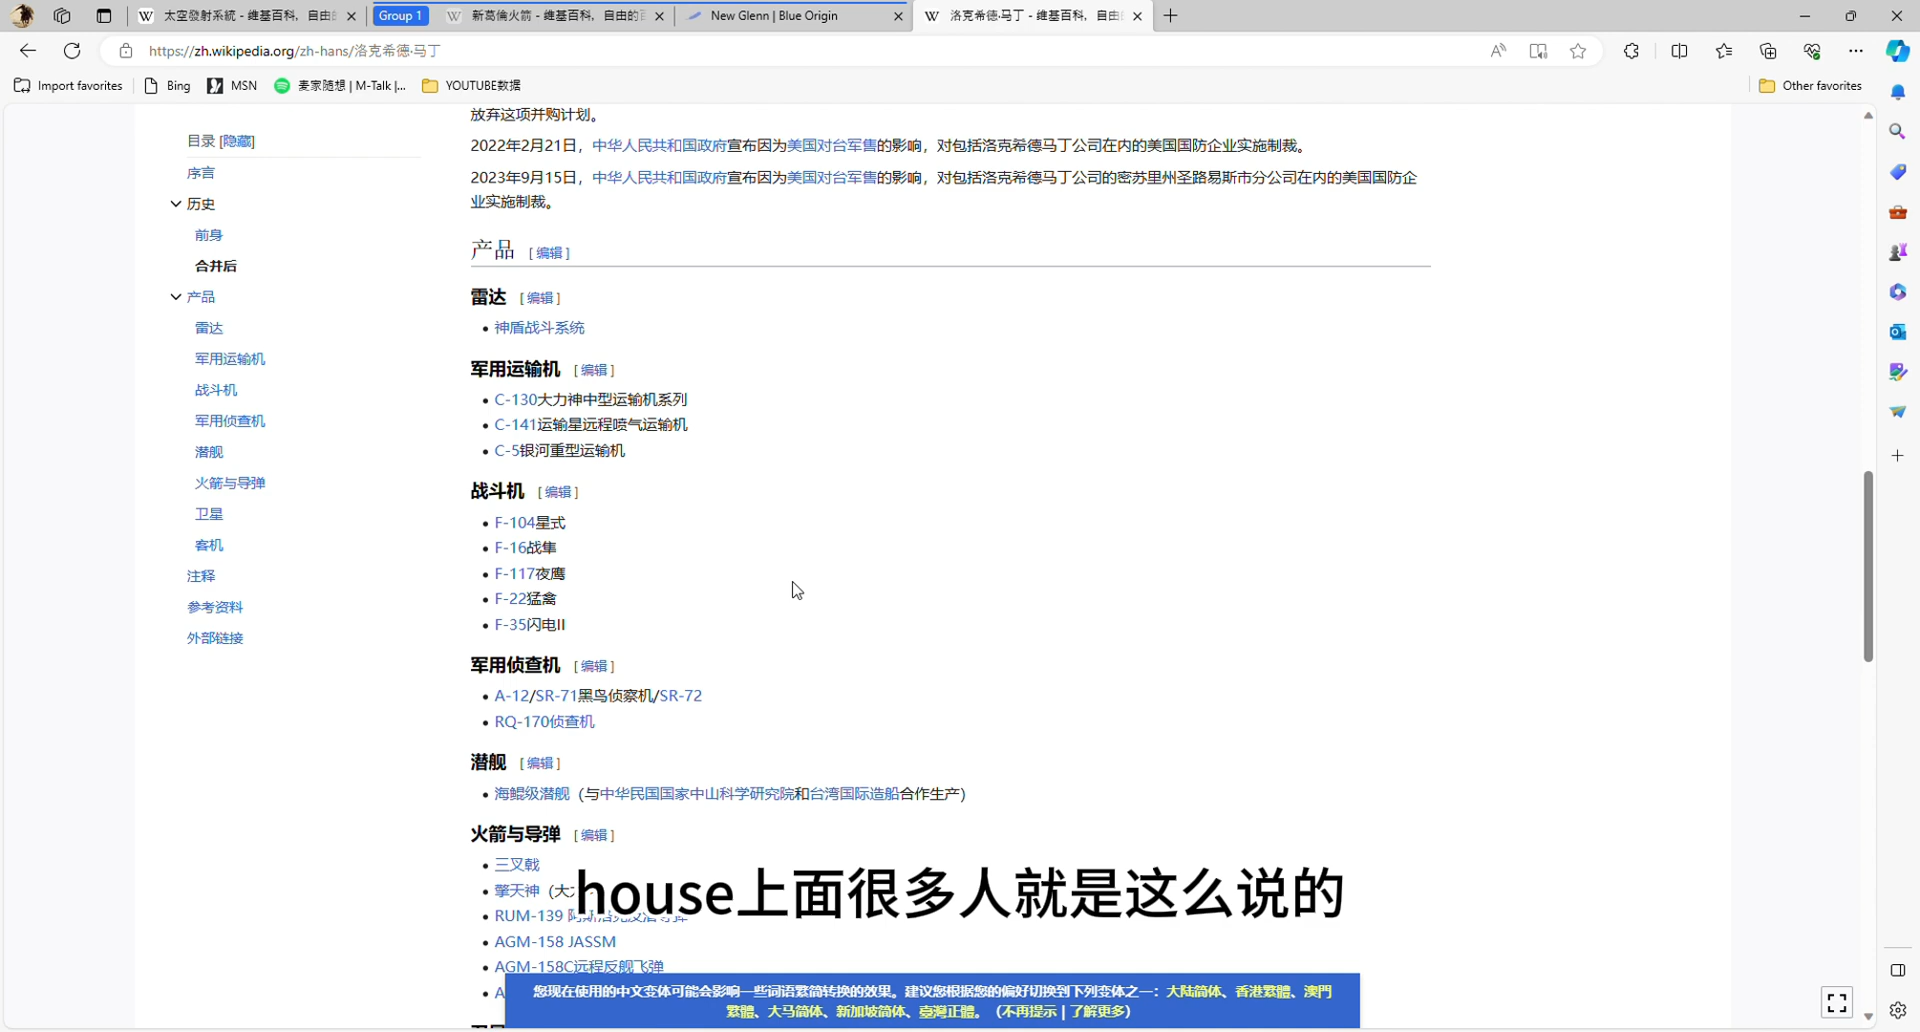 太空發射系統 - 维基百科，自由的
Group 1
新葛倫火箭 - 维基百科，自由的百
New Glenn | Blue Origin
洛克希德·马丁 - 维基百科，自由
https://zh.wikipedia.org/zh-hans/洛克希德·马丁
Import favorites
Bing
MSN
麦家随想 | M-Talk |...
YOUTUBE数据
Other favorites
目录 [隐藏]
序言
历史
前身
合并后
产品
雷达
军用运输机
战斗机
军用侦查机
潜舰
火箭与导弹
卫星
客机
注释
参考资料
外部链接
放弃这项并购计划。
2022年2月21日，中华人民共和国政府宣布因为美国对台军售的影响，对包括洛克希德马丁公司在内的美国国防企业实施制裁。
2023年9月15日，中华人民共和国政府宣布因为美国对台军售的影响，对包括洛克希德马丁公司的密苏里州圣路易斯市分公司在内的美国国防企
业实施制裁。
产品 [编辑]
雷达 [编辑]
神盾战斗系统
军用运输机 [编辑]
C-130大力神中型运输机系列
C-141运输星远程喷气运输机
C-5银河重型运输机
战斗机 [编辑]
F-104星式
F-16战隼
F-117夜鹰
F-22猛禽
F-35闪电II
军用侦查机 [编辑]
A-12/SR-71黑鸟侦察机/SR-72
RQ-170侦查机
潜舰 [编辑]
海鲲级潜舰（与中华民国国家中山科学研究院和台湾国际造船合作生产）
火箭与导弹 [编辑]
三叉戟
擎天神（大
house上面很多人就是这么说的
RUM-139
AGM-158 JASSM
AGM-158C远程反舰飞弹
您现在使用的中文变体可能会影响一些词语繁简转换的效果。建议您根据您的偏好切换到下列变体之一：大陆简体、香港繁體、澳門
繁體、大马简体、新加坡简体、臺灣正體。（不再提示 | 了解更多）